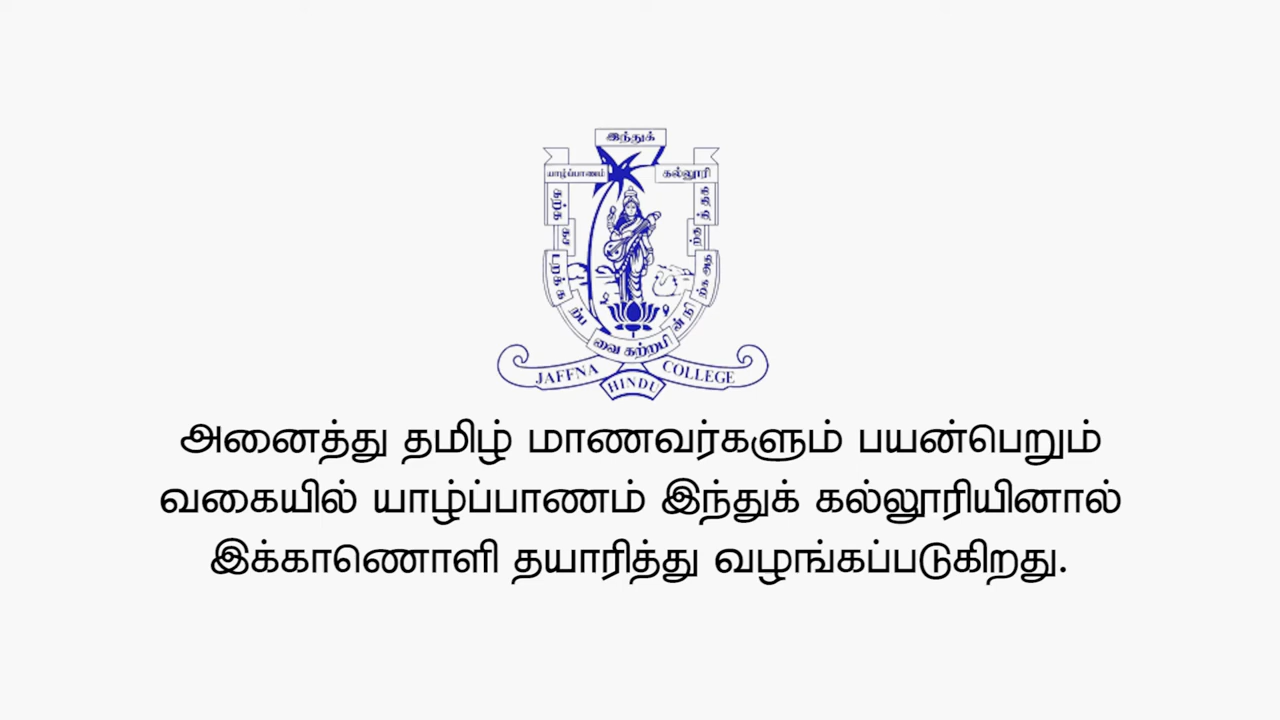 இந்துக்
யாழ்ப்பாணம்
கல்லூரி
வை கற்றபி
JAFFNA HINDU COLLEGE
அனைத்து தமிழ் மாணவர்களும் பயன்பெறும்
வகையில் யாழ்ப்பாணம் இந்துக் கல்லூரியினால்
இக்காணொளி தயாரித்து வழங்கப்படுகிறது.